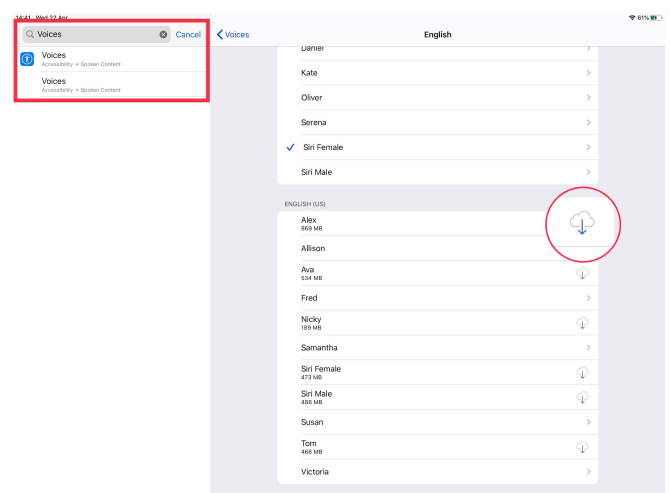 14:41 Wed 22 Apr
61%
Voices
Cancel
Voices
Accessibility → Spoken Content
Voices
Accessibility → Spoken Content
Voices
English
Daniel
Kate
Oliver
Serena
Siri Female
Siri Male
ENGLISH (US)
Alex
869 MB
Allison
Ava
534 MB
Fred
Nicky
189 MB
Samantha
Siri Female
473 MB
Siri Male
486 MB
Susan
Tom
466 MB
Victoria